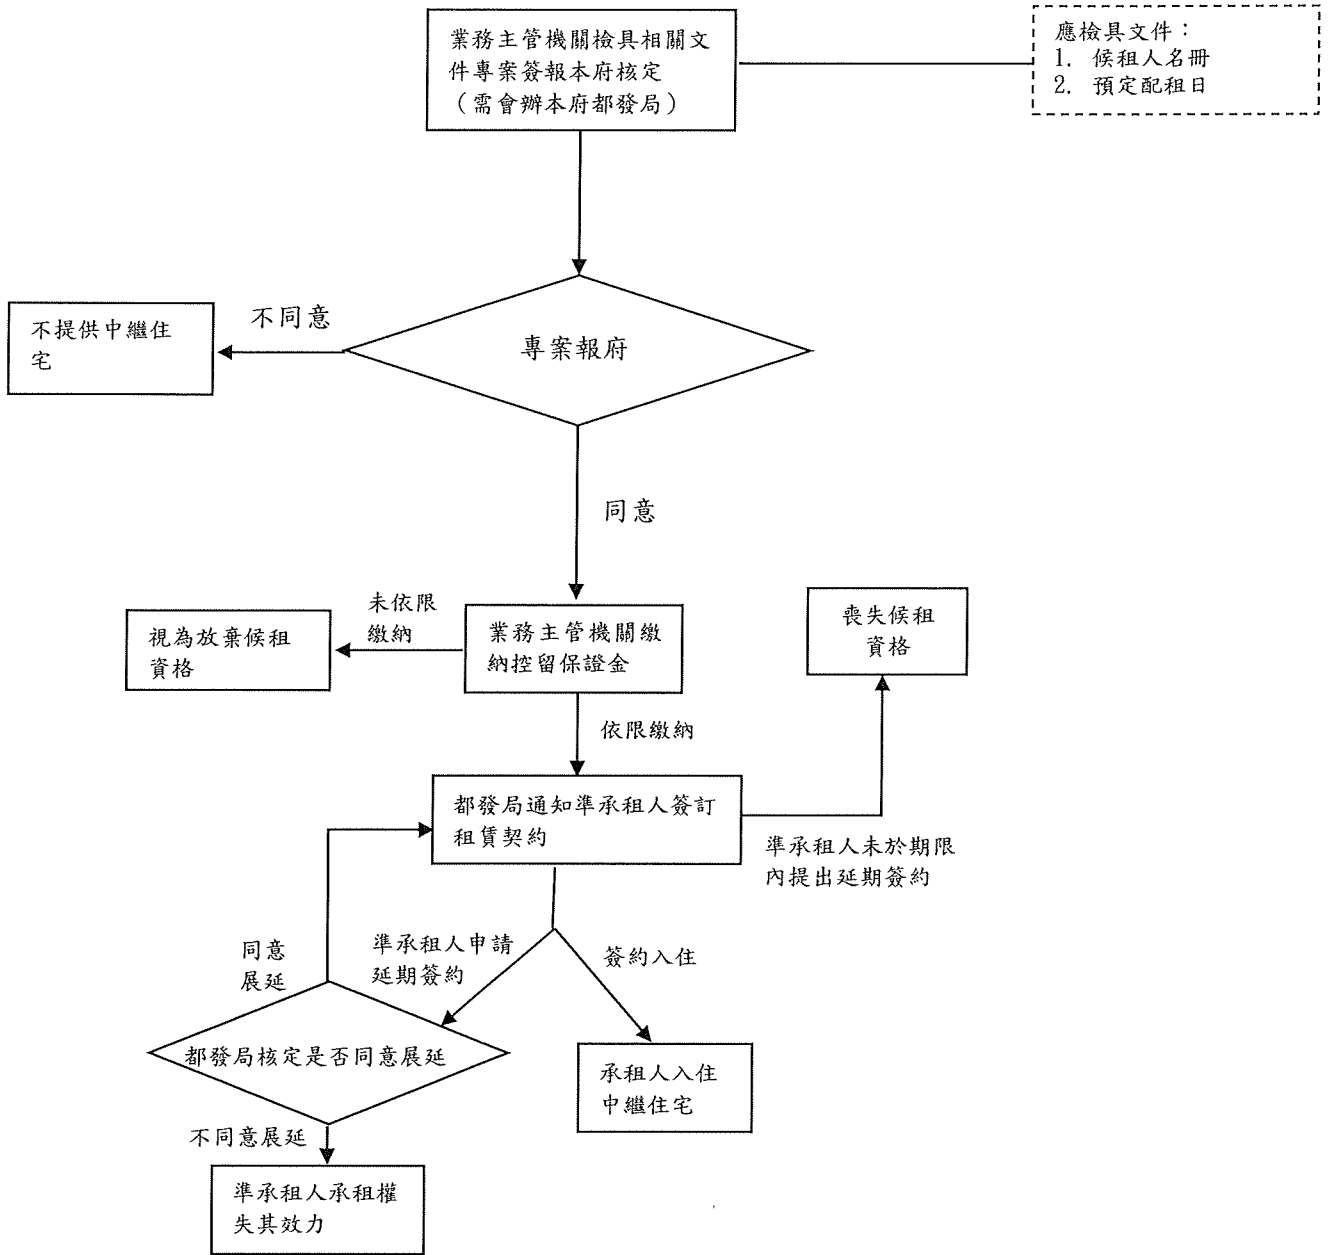 業務主管機關檢具相關文
件專案簽報本府核定
（需會辦本府都發局）
應檢具文件：
1. 候租人名冊
2. 預定配租日
不提供中繼住
宅
不同意
專案報府
同意
視為放棄候租
資格
未依限
繳納
業務主管機關繳
納控留保證金
喪失候租
資格
依限繳納
都發局通知準承租人簽訂
租賃契約
準承租人未於期限
內提出延期簽約
同意
展延
準承租人申請
延期簽約
簽約入住
都發局核定是否同意展延
承租人入住
中繼住宅
不同意展延
準承租人承租權
失其效力